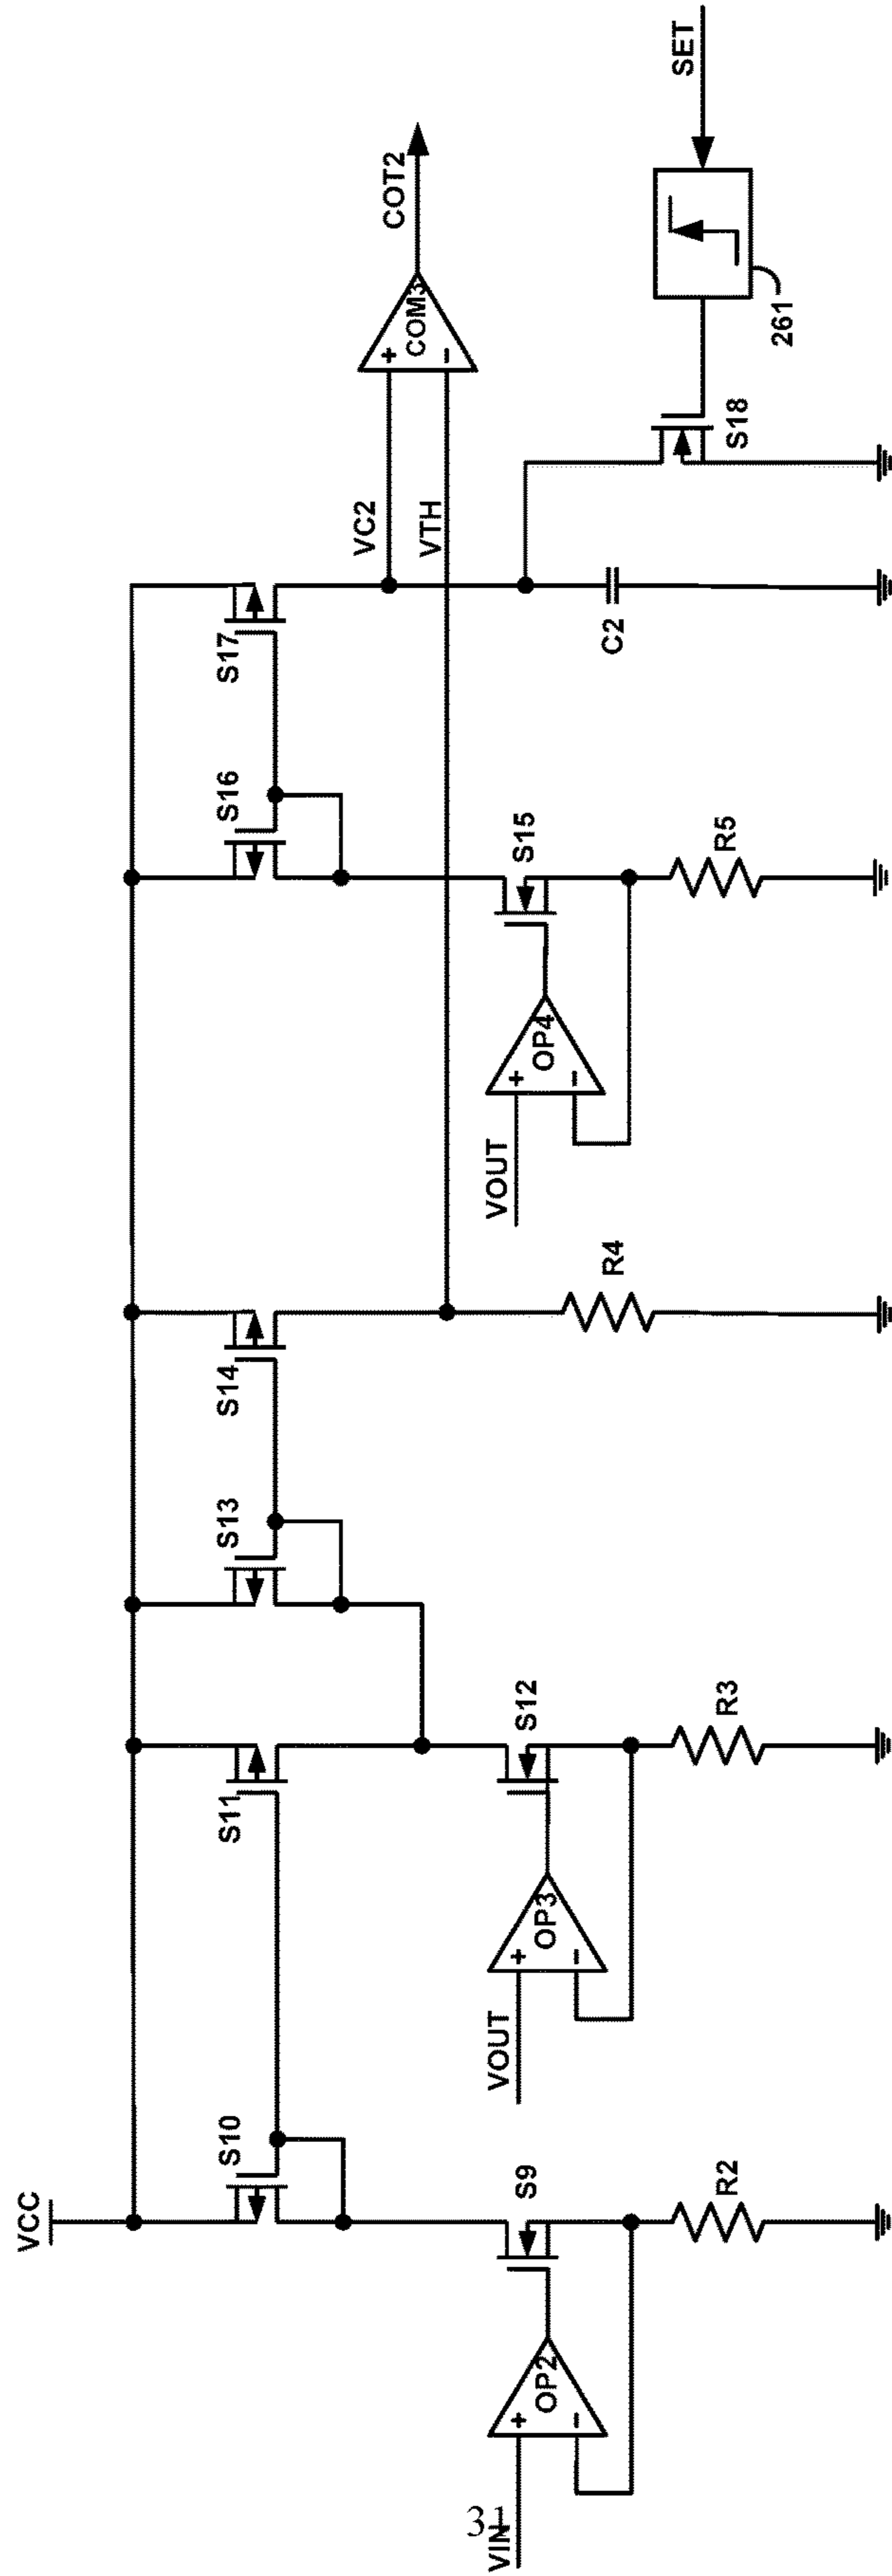 VCC
S10
S11
S13
S14
S16
S17
VC2
VTH
COM3
+
−
COT2
VIN
OP2
+
−
S9
R2
VOUT
OP3
+
−
S12
R3
R4
VOUT
OP4
+
−
S15
R5
C2
S18
261
SET
31